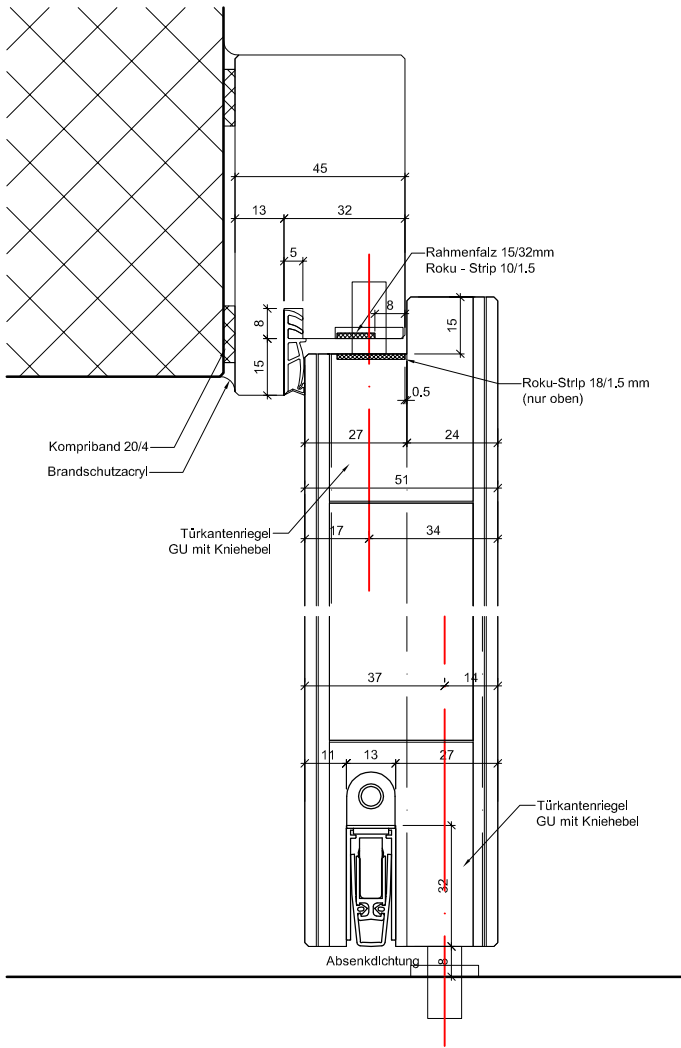 45
13
32
5
Rahmenfalz 15/32mm
Roku - Strip 10/1.5
8
8
15
15
Roku-Strip 18/1,5 mm
(nur oben)
0.5
27
24
Kompriband 20/4
Brandschutzacryl
51
Türkantenriegel
GU mit Kniehebel
17
34
37
14
11
13
27
Türkantenriegel
GU mit Kniehebel
32
Absenkdichtung
8